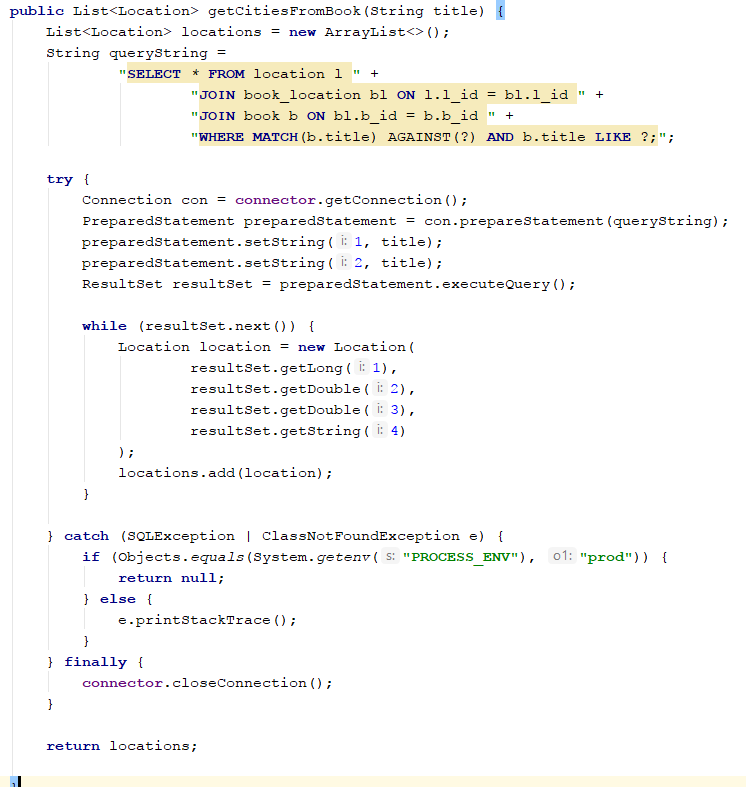 public List<Location> getCitiesFromBook(String title) {
    List<Location> locations = new ArrayList<>();
    String queryString =
            "SELECT * FROM location l " +
                    "JOIN book_location bl ON l.l_id = bl.l_id " +
                    "JOIN book b ON bl.b_id = b.b_id " +
                    "WHERE MATCH(b.title) AGAINST(?) AND b.title LIKE ?;";

    try {
        Connection con = connector.getConnection();
        PreparedStatement preparedStatement = con.prepareStatement(queryString);
        preparedStatement.setString( i: 1, title);
        preparedStatement.setString( i: 2, title);
        ResultSet resultSet = preparedStatement.executeQuery();

        while (resultSet.next()) {
            Location location = new Location(
                    resultSet.getLong( i: 1),
                    resultSet.getDouble( i: 2),
                    resultSet.getDouble( i: 3),
                    resultSet.getString( i: 4)
            );
            locations.add(location);
        }

    } catch (SQLException | ClassNotFoundException e) {
        if (Objects.equals(System.getenv( s: "PROCESS_ENV"), o1: "prod")) {
            return null;
        } else {
            e.printStackTrace();
        }
    } finally {
        connector.closeConnection();
    }

    return locations;

}